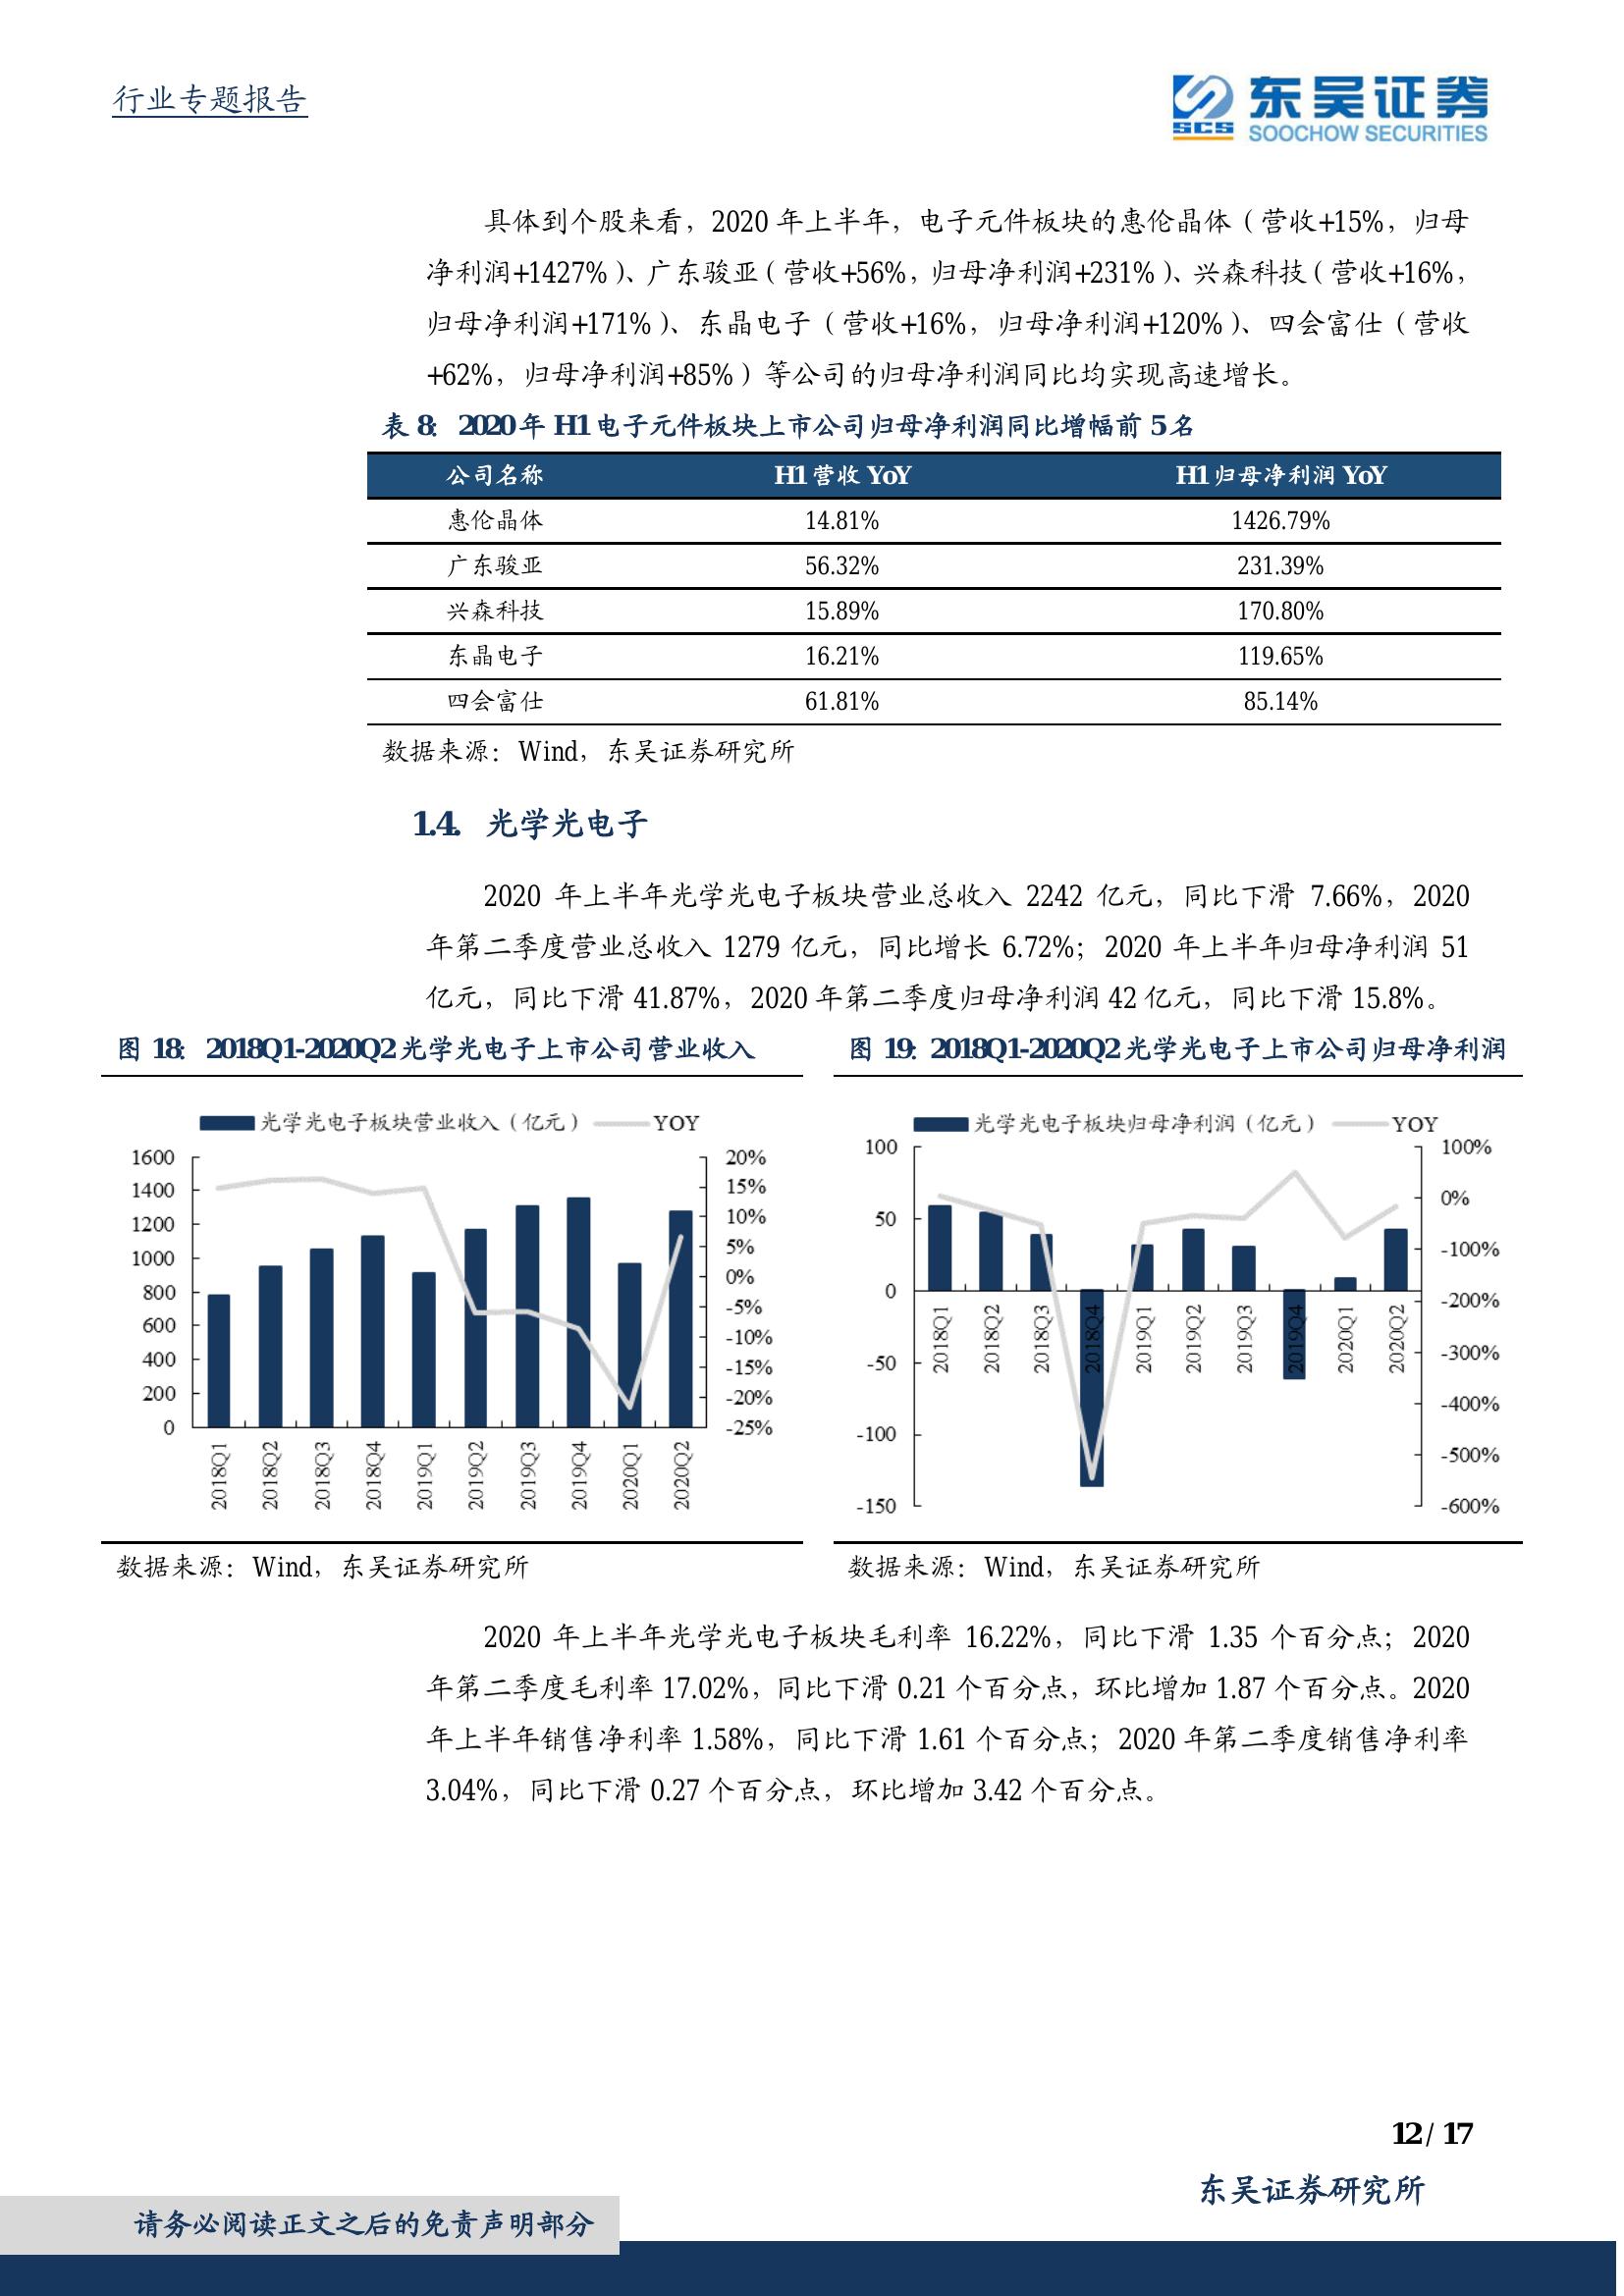 行业专题报告
东吴证券
SCS
SOOCHOW SECURITIES
具体到个股来看，2020 年上半年，电子元件板块的惠伦晶体（营收+15%，归母
净利润+1427%）、广东骏亚（营收+56%，归母净利润+231%）、兴森科技（营收+16%，
归母净利润+171%）、东晶电子（营收+16%，归母净利润+120%）、四会富仕（营收
+62%，归母净利润+85%）等公司的归母净利润同比均实现高速增长。
表 8： 2020 年 H1 电子元件板块上市公司归母净利润同比增幅前 5 名
公司名称 H1 营收 YoY H1 归母净利润 YoY
惠伦晶体 14.81% 1426.79%
广东骏亚 56.32% 231.39%
兴森科技 15.89% 170.80%
东晶电子 16.21% 119.65%
四会富仕 61.81% 85.14%
数据来源：Wind，东吴证券研究所
1.4. 光学光电子
2020 年上半年光学光电子板块营业总收入 2242 亿元，同比下滑 7.66%，2020
年第二季度营业总收入 1279 亿元，同比增长 6.72%；2020 年上半年归母净利润 51
亿元，同比下滑 41.87%，2020 年第二季度归母净利润 42 亿元，同比下滑 15.8%。
图 18： 2018Q1-2020Q2 光学光电子上市公司营业收入
光学光电子板块营业收入（亿元） YOY
1600 20%
1400 15%
1200 10%
1000 5%
800 0%
600 -5%
400 -10%
200 -15%
0 -20%
-25%
2018Q1 2018Q2 2018Q3 2018Q4 2019Q1 2019Q2 2019Q3 2019Q4 2020Q1 2020Q2
数据来源：Wind，东吴证券研究所
图 19： 2018Q1-2020Q2 光学光电子上市公司归母净利润
光学光电子板块归母净利润（亿元） YOY
100 100%
50 0%
0 -100%
-50 -200%
-100 -300%
-150 -400%
-500%
-600%
2018Q1 2018Q2 2018Q3 2018Q4 2019Q1 2019Q2 2019Q3 2019Q4 2020Q1 2020Q2
数据来源：Wind，东吴证券研究所
2020 年上半年光学光电子板块毛利率 16.22%，同比下滑 1.35 个百分点；2020
年第二季度毛利率 17.02%，同比下滑 0.21 个百分点，环比增加 1.87 个百分点。2020
年上半年销售净利率 1.58%，同比下滑 1.61 个百分点；2020 年第二季度销售净利率
3.04%，同比下滑 0.27 个百分点，环比增加 3.42 个百分点。
12 / 17
东吴证券研究所
请务必阅读正文之后的免责声明部分